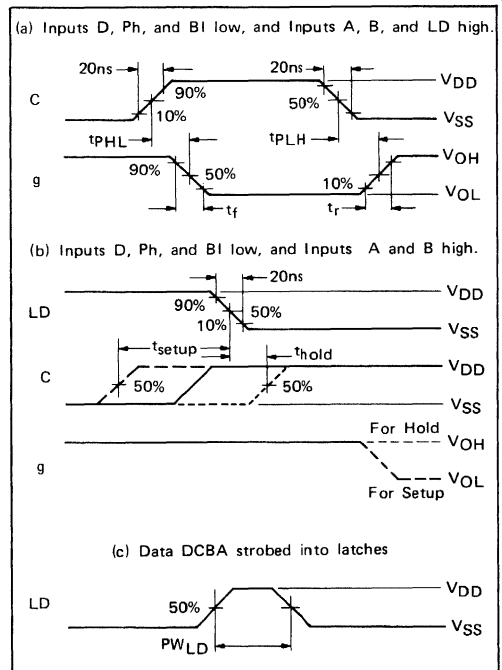 (a) Inputs D, Ph, and BI low, and Inputs A, B, and LD high.
20ns
20ns
VDD
90%
C
50%
10%
VSS
tPHL
tPLH
VOH
90%
50%
10%
g
VOL
tf
tr
(b) Inputs D, Ph, and BI low, and Inputs A and B high.
20ns
VDD
90%
50%
LD
10%
VSS
tsetup
thold
VDD
C
50%
50%
VSS
For Hold
VOH
g
VOL
For Setup
(c) Data DCBA strobed into latches
VDD
LD
50%
VSS
PWLD